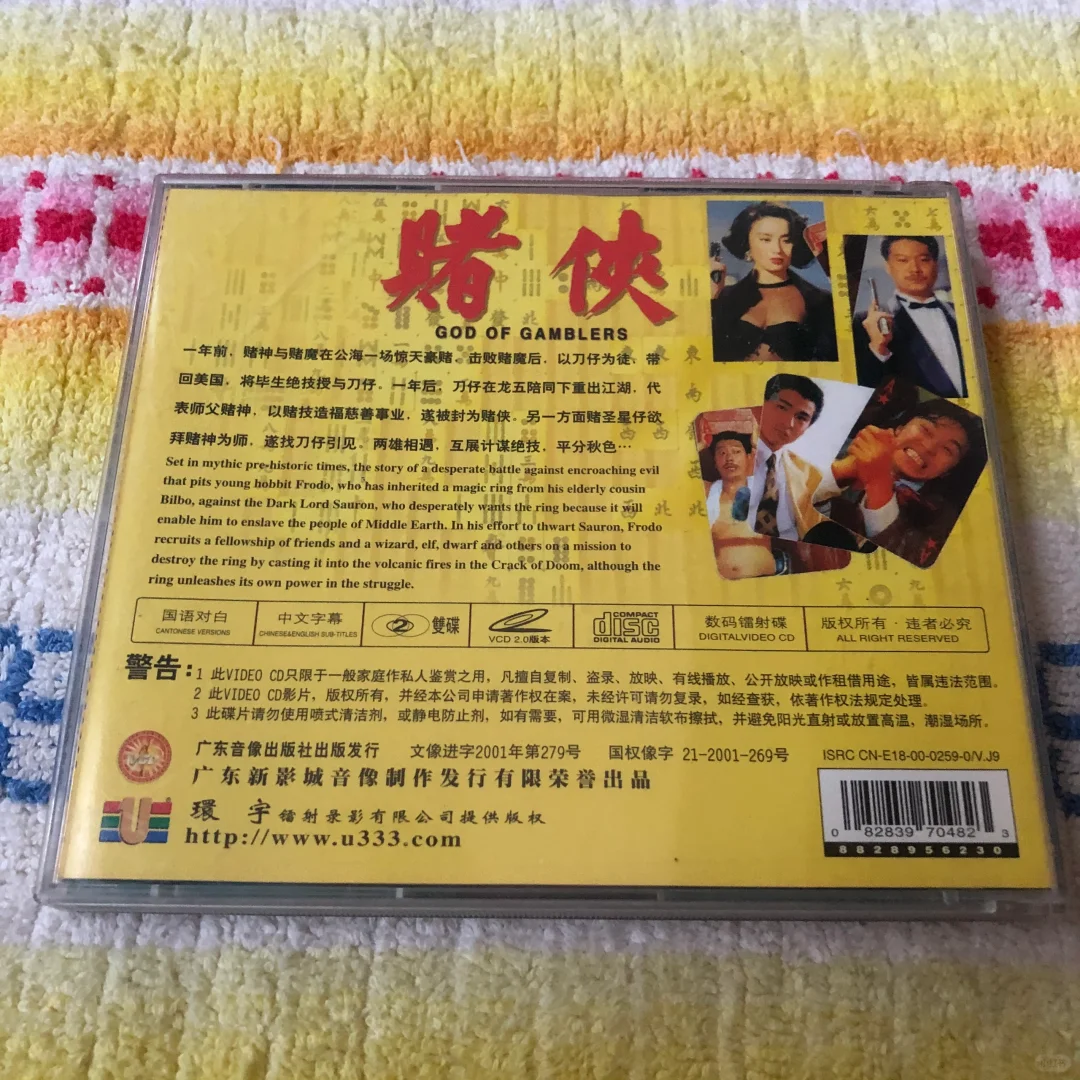 賭俠
GOD OF GAMBLERS
一年前，赌神与赌魔在公海一场惊天豪赌，击败赌魔后，以刀仔为徒，带
回美国，将毕生绝技授与刀仔。一年后，刀仔在龙五陪同下重出江湖，代
表师父赌神，以赌技造福慈善事业，遂被封为赌侠。另一方面赌圣星仔欲
拜赌神为师，遂找刀仔引见。两雄相遇，互展计谋绝技，平分秋色…
Set in mythic pre-historic times, the story of a desperate battle against encroaching evil
that pits young hobbit Frodo, who has inherited a magic ring from his elderly cousin
Bilbo, against the Dark Lord Sauron, who desperately wants the ring because it will
enable him to enslave the people of Middle Earth. In his effort to thwart Sauron, Frodo
recruits a fellowship of friends and a wizard, elf, dwarf and others on a mission to
destroy the ring by casting it into the volcanic fires in the Crack of Doom, although the
ring unleashes its own power in the struggle.
国语对白 中文字幕 2 雙碟 VCD 2.0版本 COMPACT disc DIGITAL AUDIO 数码镭射碟 版权所有·违者必究
CANTONESE VERSIONS CHINESE&ENGLISH SUB-TITLES DIGITALVIDEO CD ALL RIGHT RESERVED
警告：1 此VIDEO CD只限于一般家庭作私人鉴赏之用，凡擅自复制、盗录、放映、有线播放、公开放映或作租借用途，皆属违法范围。
2 此VIDEO CD影片，版权所有，并经本公司申请著作权在案，未经许可请勿复录，如经查获，依著作权法规定处理。
3 此碟片请勿使用喷式清洁剂，或静电防止剂，如有需要，可用微湿清洁软布擦拭，并避免阳光直射或放置高温，潮湿场所。
广东音像出版社出版发行 文像进字2001年第279号 国权像字 21-2001-269号 ISRC CN-E18-00-0259-0/V.J9
广东新影城音像制作发行有限荣誉出品
環宇镭射录影有限公司提供版权
http://www.u333.com
0 82839 70482 3
8828956230